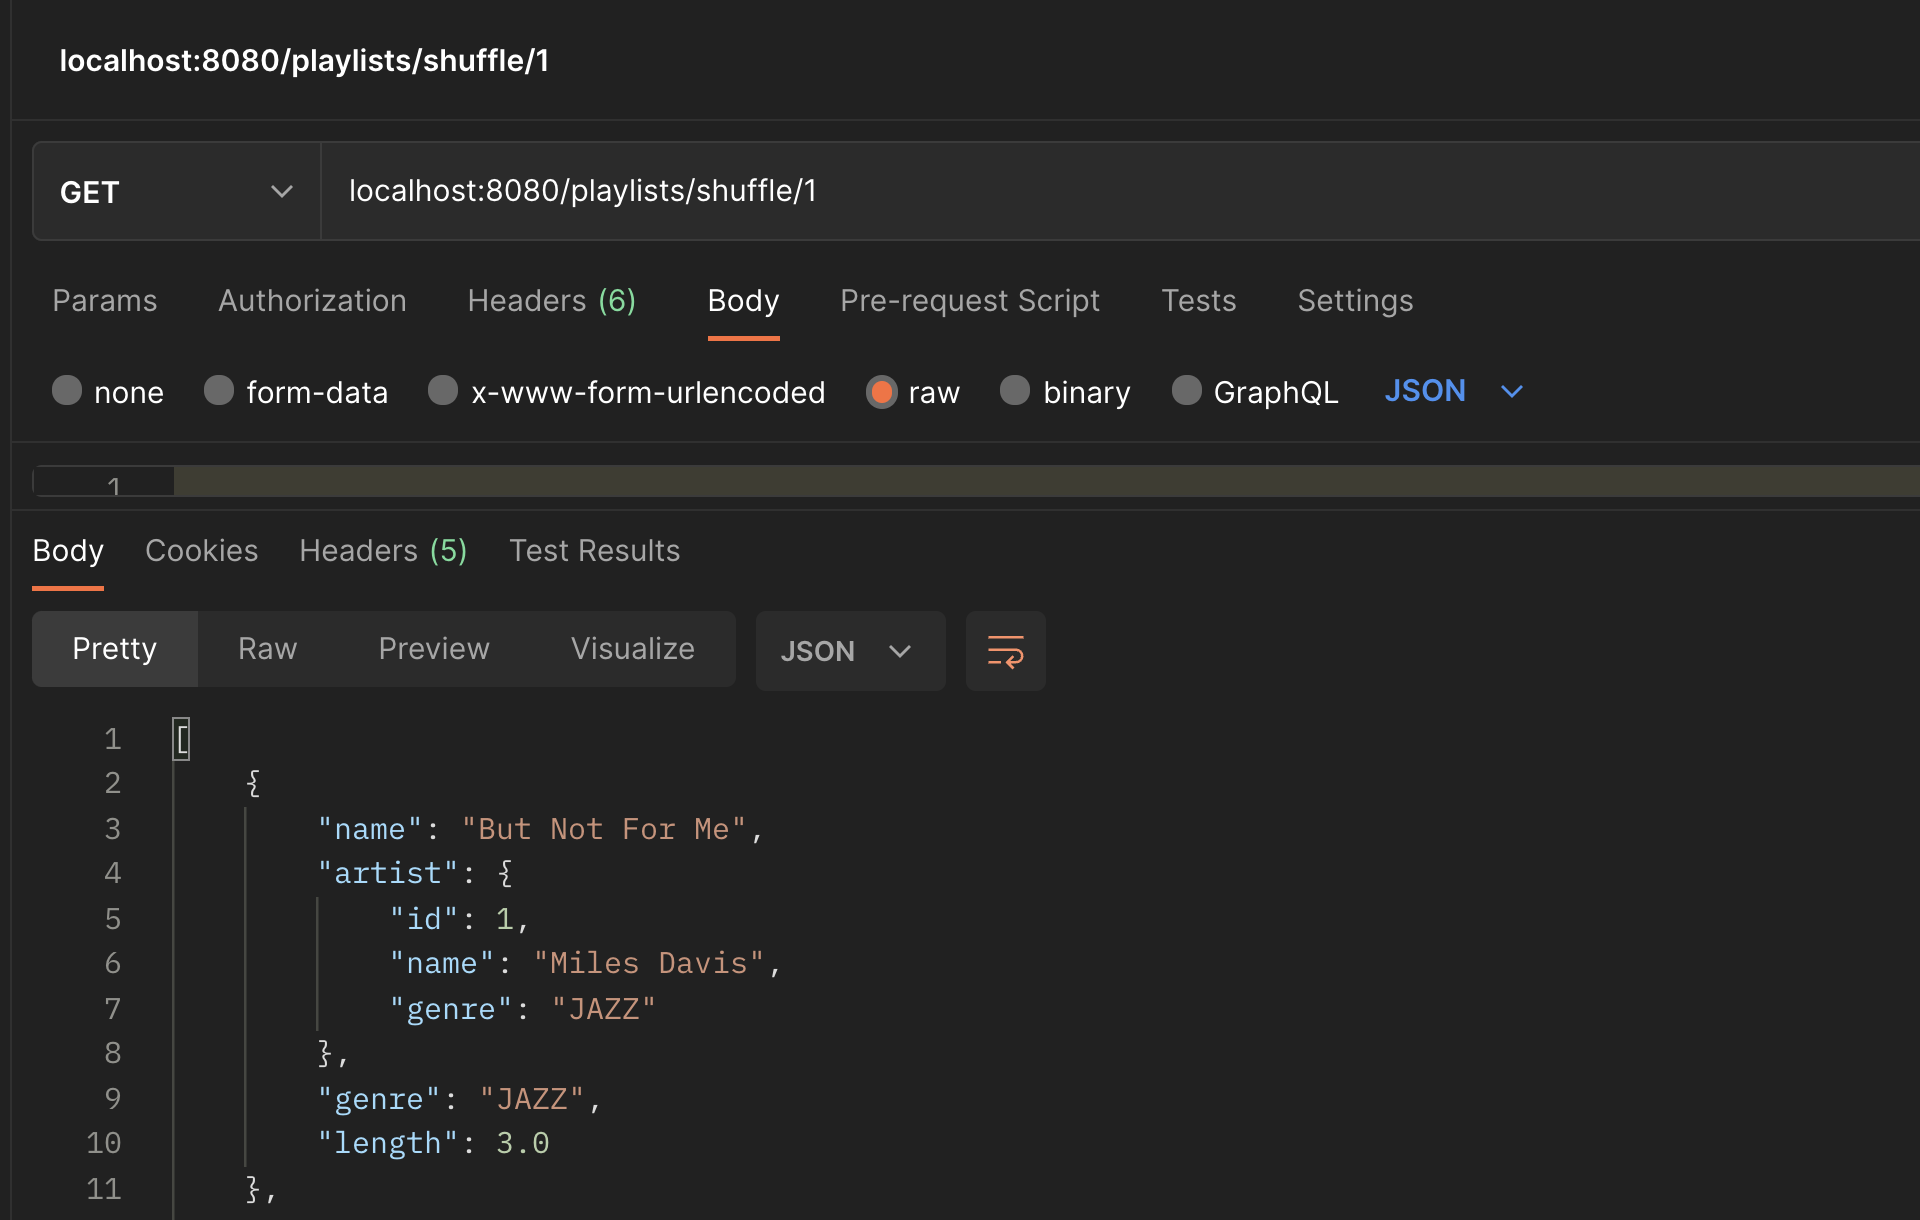 localhost:8080/playlists/shuffle/1
GET localhost:8080/playlists/shuffle/1
Params Authorization Headers (6) Body Pre-request Script Tests Settings
none form-data x-www-form-urlencoded raw binary GraphQL JSON
1
Body Cookies Headers (5) Test Results
Pretty Raw Preview Visualize JSON
1 [
2 {
3 "name": "But Not For Me",
4 "artist": {
5 "id": 1,
6 "name": "Miles Davis",
7 "genre": "JAZZ"
8 },
9 "genre": "JAZZ",
10 "length": 3.0
11 },